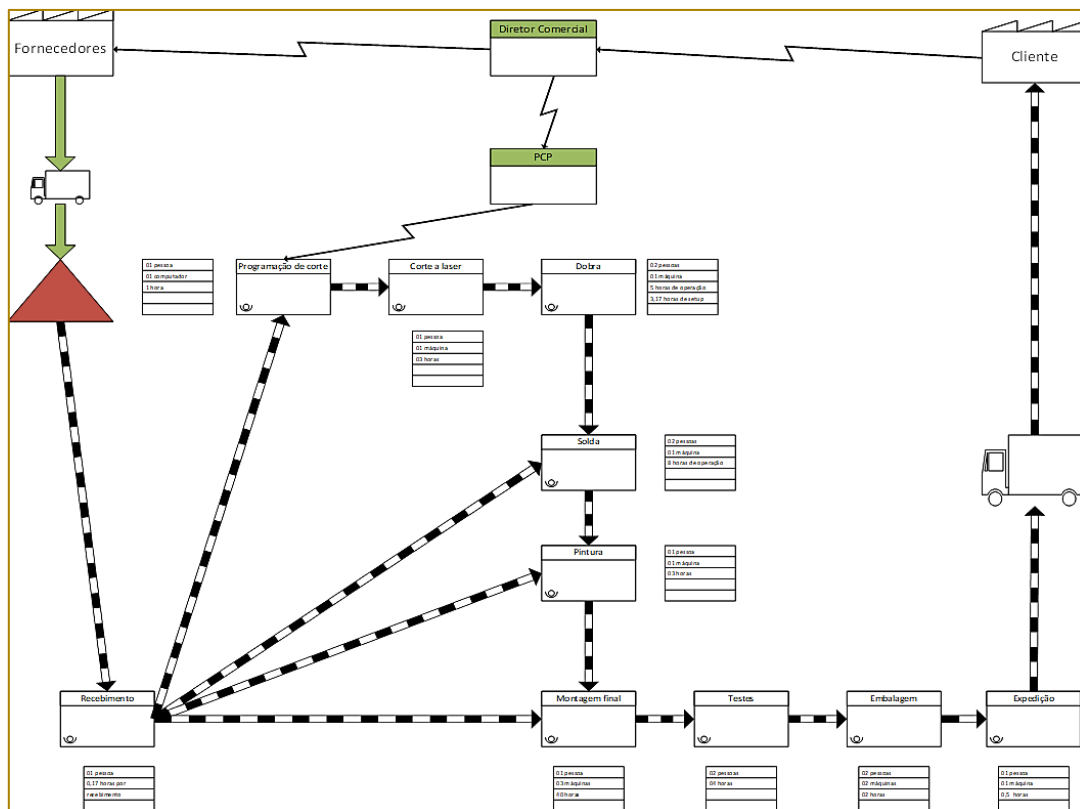 Fornecedores
Diretor Comercial
Cliente
PCP
01 pessoa
01 computador
1 hora
Programação de corte
Corte a laser
Dobra
02 pessoas
01 máquina
5 horas de operação
3,17 horas de setup
01 pessoa
01 máquina
03 horas
Solda
02 pessoas
01 máquina
8 horas de operação
Pintura
01 pessoa
01 máquina
03 horas
Recebimento
Montagem final
Testes
Embalagem
Expedição
01 pessoa
0,17 horas por
recebimento
01 pessoa
03 máquinas
40 horas
02 pessoas
04 horas
02 pessoas
02 máquinas
02 horas
01 pessoa
01 máquina
0,5 horas